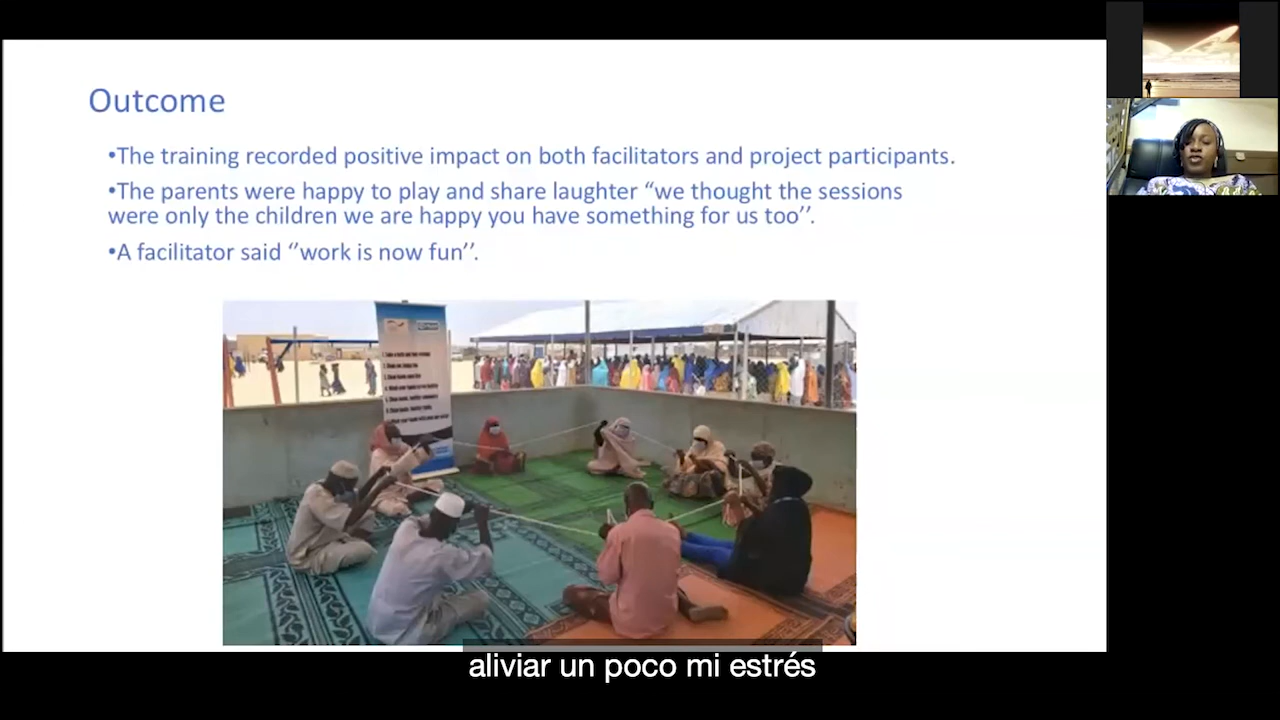 Outcome
•The training recorded positive impact on both facilitators and project participants.
•The parents were happy to play and share laughter “we thought the sessions
were only the children we are happy you have something for us too’’.
•A facilitator said ‘’work is now fun’’.
aliviar un poco mi estrés